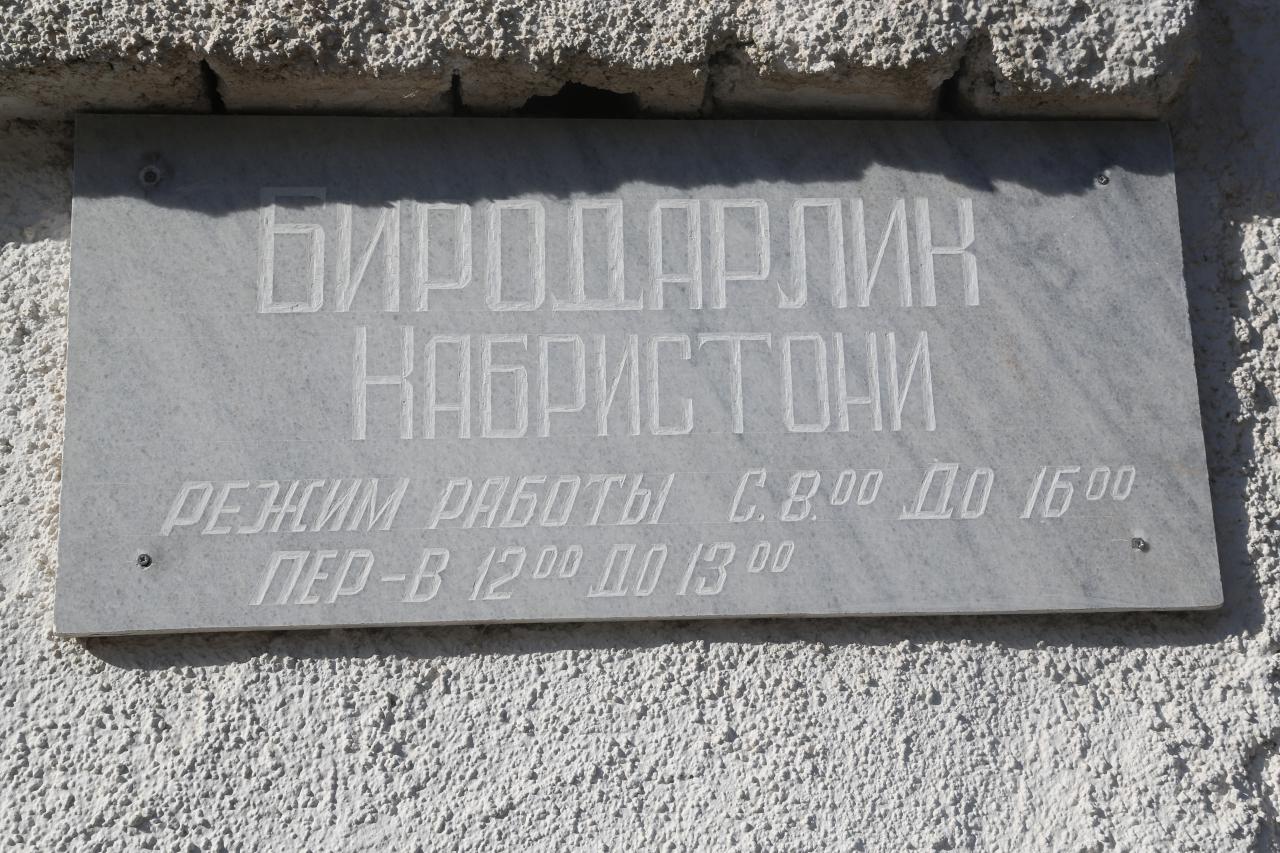 БИРОДАРЛИК
КАБРИСТОНИ
РЕЖИМ РАБОТЫ С. 8.00 ДО 16 00
ПЕР-В 12 00 ДО 13 00